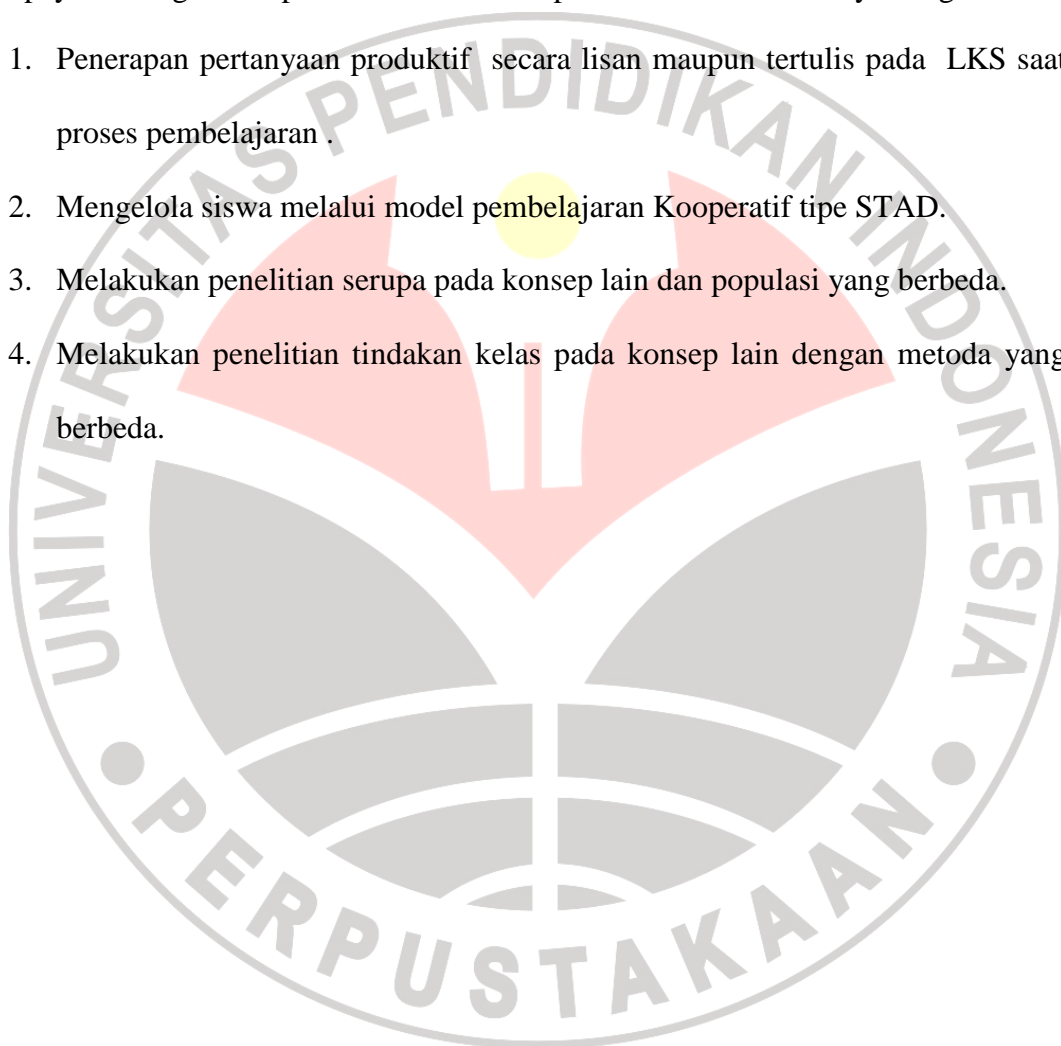 1. Penerapan pertanyaan produktif secara lisan maupun tertulis pada LKS saat
proses pembelajaran .
2. Mengelola siswa melalui model pembelajaran Kooperatif tipe STAD.
3. Melakukan penelitian serupa pada konsep lain dan populasi yang berbeda.
4. Melakukan penelitian tindakan kelas pada konsep lain dengan metoda yang
berbeda.
UNIVERSITAS PENDIDIKAN INDONESIA
PERPUSTAKAAN